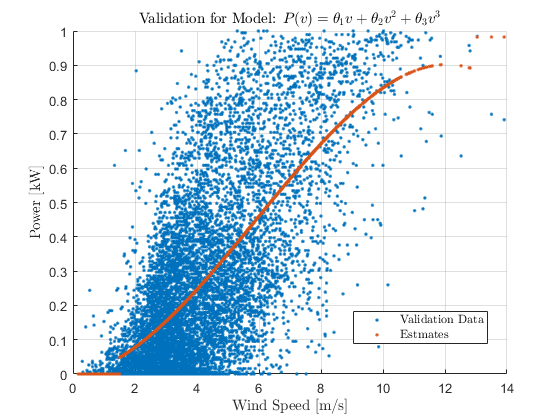 Validation for Model: P(v) = θ₁v + θ₂v² + θ₃v³
1
0.9
0.8
0.7
0.6
0.5
0.4
0.3
0.2
0.1
0
Power [kW]
Validation Data
Estmates
0 2 4 6 8 10 12 14
Wind Speed [m/s]